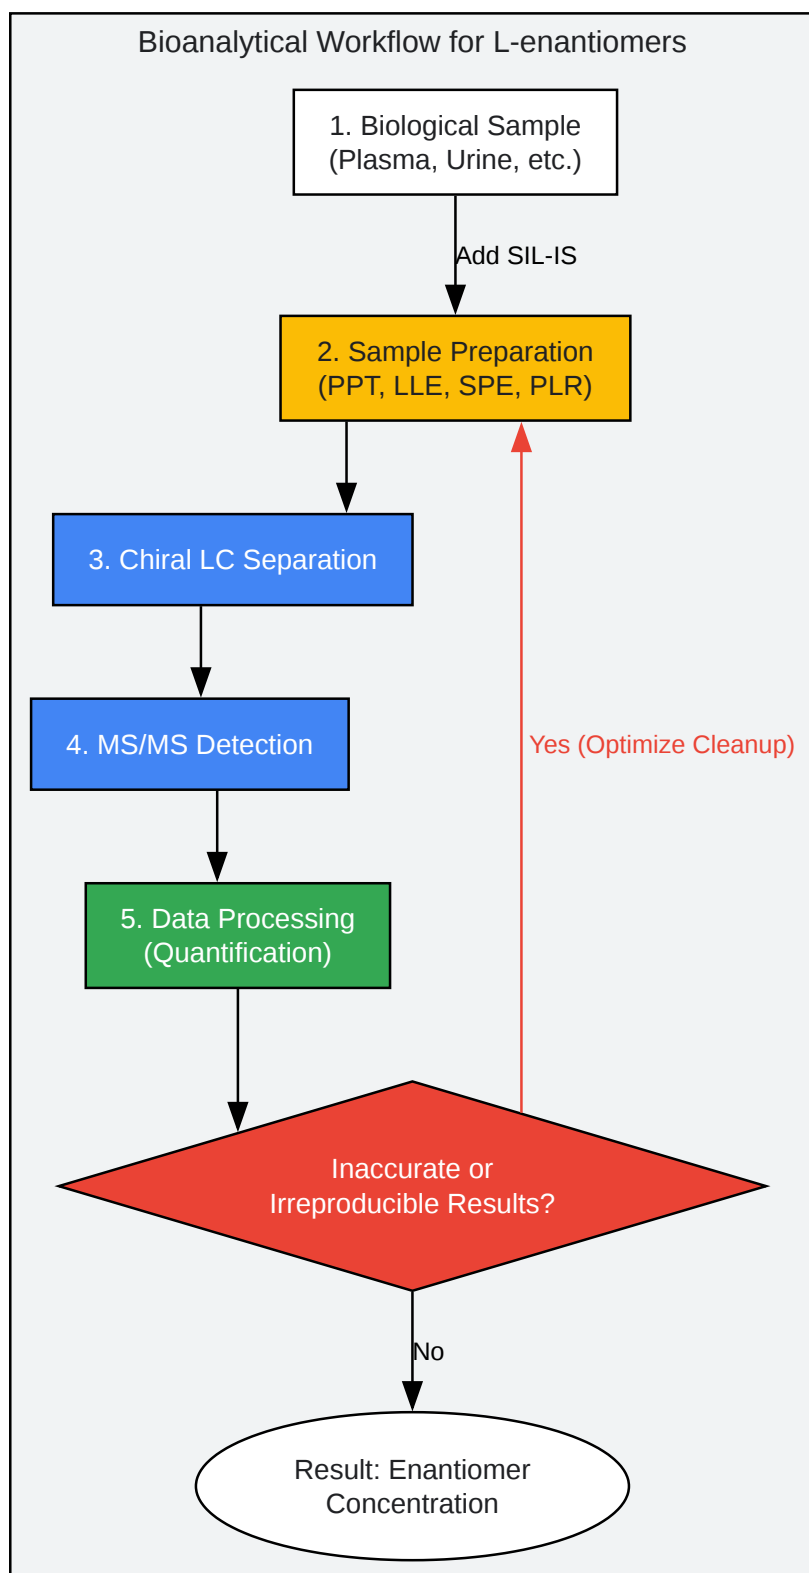 Bioanalytical Workflow for L-enantiomers
1. Biological Sample
(Plasma, Urine, etc.)
Add SIL-IS
2. Sample Preparation
(PPT, LLE, SPE, PLR)
3. Chiral LC Separation
4. MS/MS Detection
Yes (Optimize Cleanup)
5. Data Processing
(Quantification)
Inaccurate or
Irreproducible Results?
No
Result: Enantiomer
Concentration